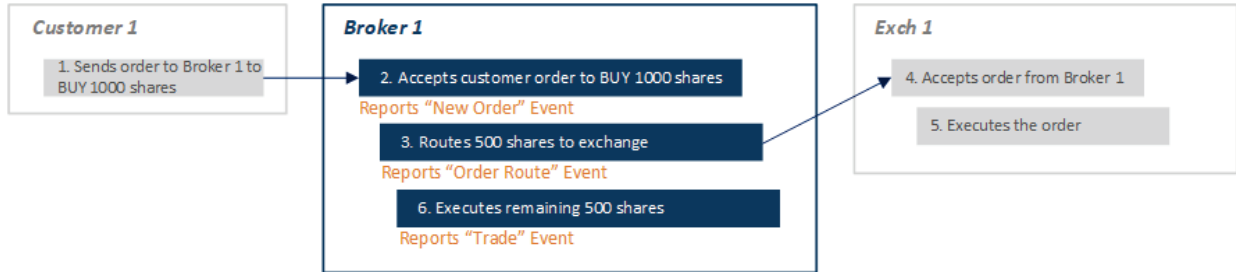 Customer 1
1. Sends order to Broker 1 to
BUY 1000 shares
Broker 1
2. Accepts customer order to BUY 1000 shares
Reports “New Order” Event
3. Routes 500 shares to exchange
Reports “Order Route” Event
6. Executes remaining 500 shares
Reports “Trade” Event
Exch 1
4. Accepts order from Broker 1
5. Executes the order